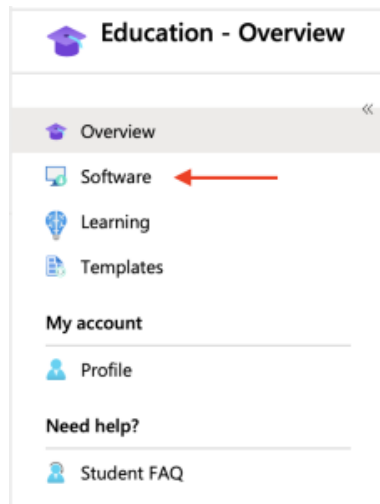 Education - Overview
«
Overview
Software
Learning
Templates
My account
Profile
Need help?
Student FAQ